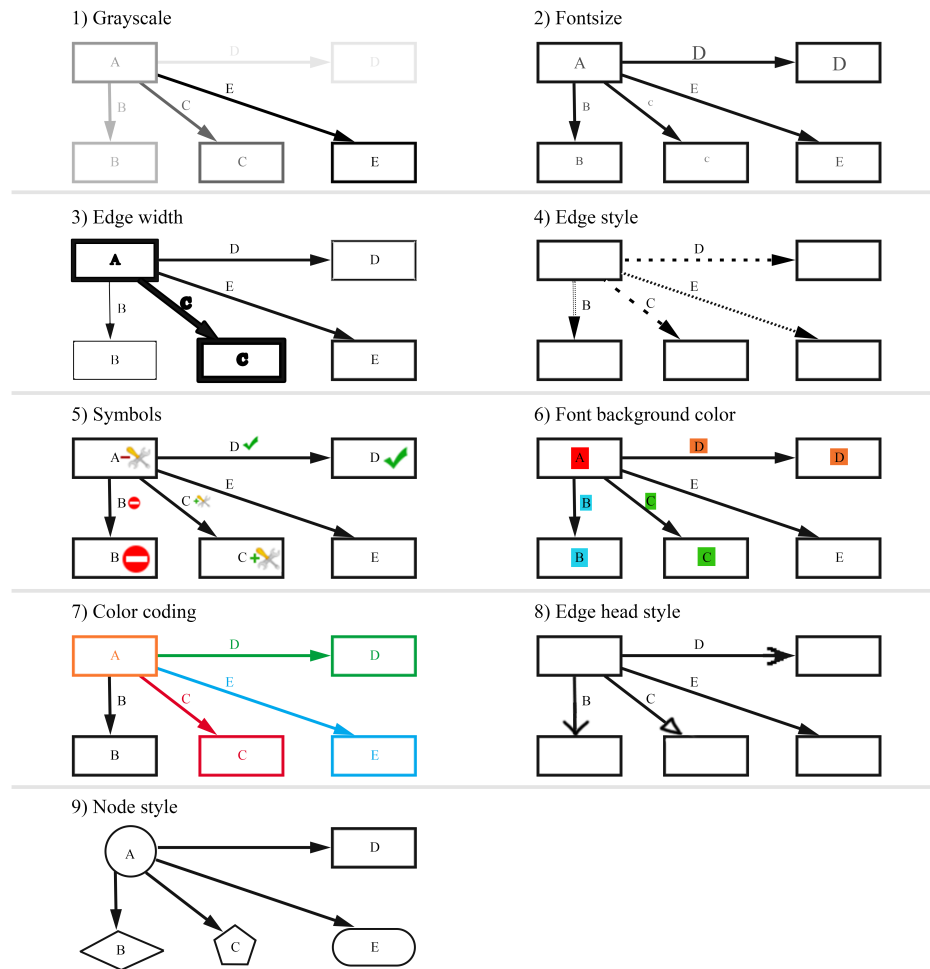 1) Grayscale
A
D
D
E
B
C
B
C
E
2) Fontsize
A
D
D
E
B
c
B
c
E
3) Edge width
A
D
D
E
B
C
B
C
E
4) Edge style
D
E
B
C
5) Symbols
A
D
D
E
B
C
B
C
E
6) Font background color
A
D
D
E
B
C
B
C
E
7) Color coding
A
D
D
E
B
C
B
C
E
8) Edge head style
D
E
B
C
9) Node style
A
D
B
C
E